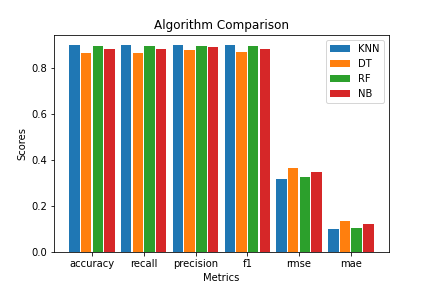 Algorithm Comparison
KNN
DT
RF
NB
Scores
0.8
0.6
0.4
0.2
0.0
accuracy recall precision f1 rmse mae
Metrics